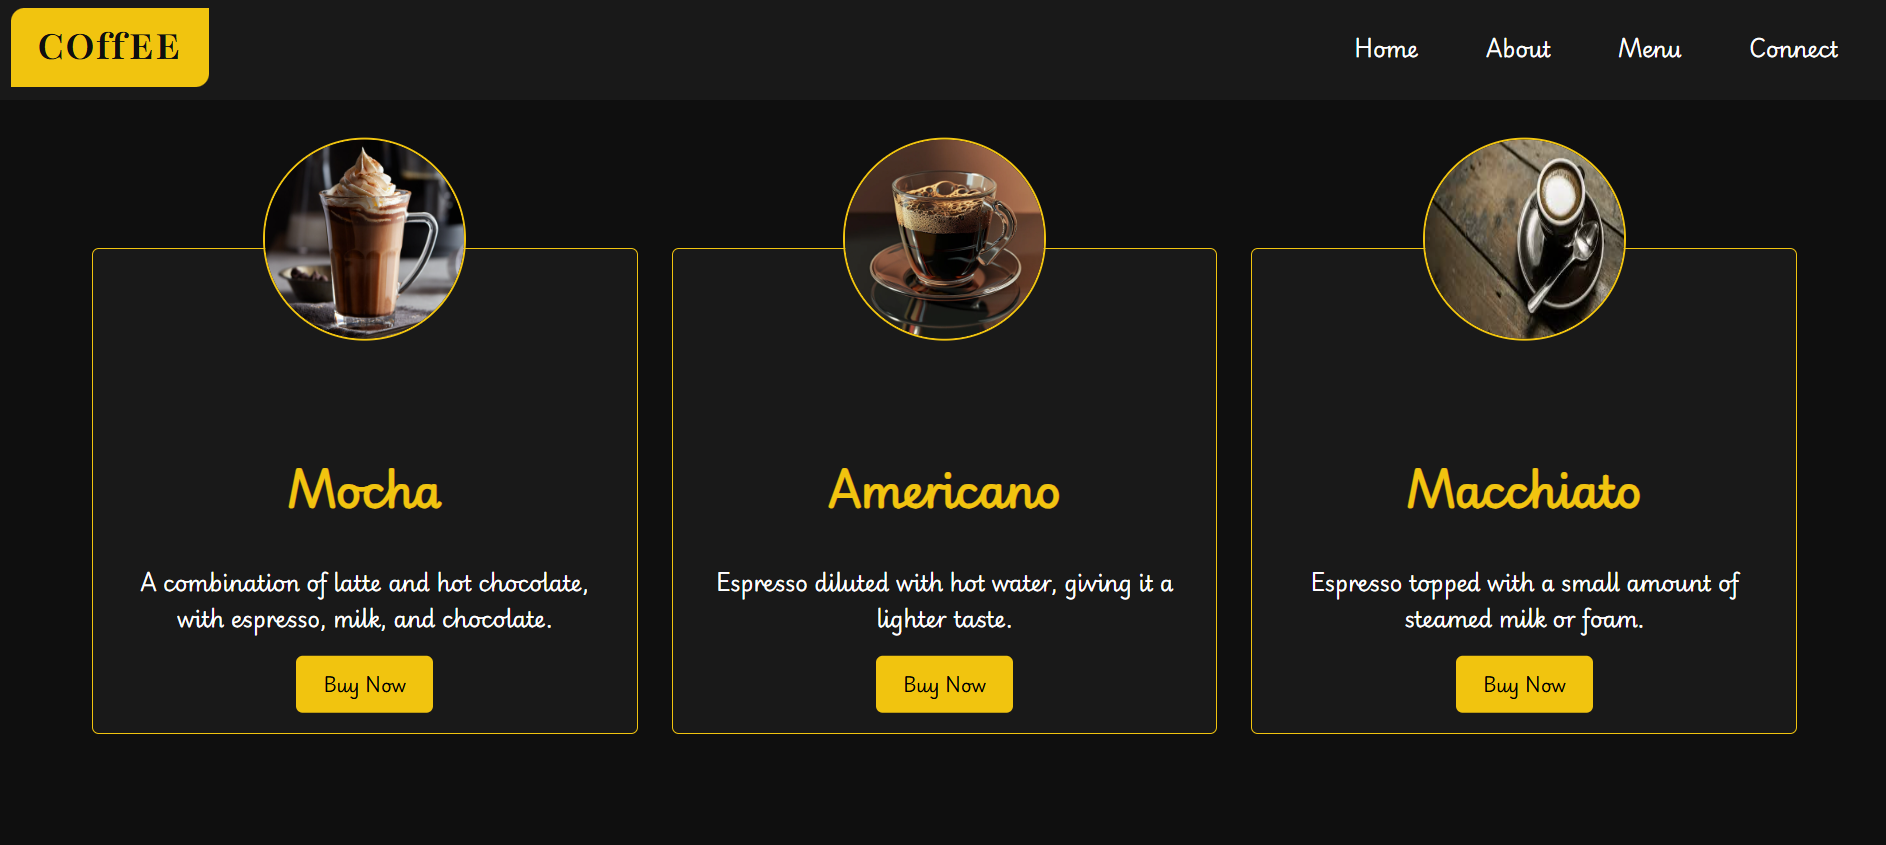 COffEE
Home About Menu Connect
Mocha
A combination of latte and hot chocolate,
with espresso, milk, and chocolate.
Buy Now
Americano
Espresso diluted with hot water, giving it a
lighter taste.
Buy Now
Macchiato
Espresso topped with a small amount of
steamed milk or foam.
Buy Now